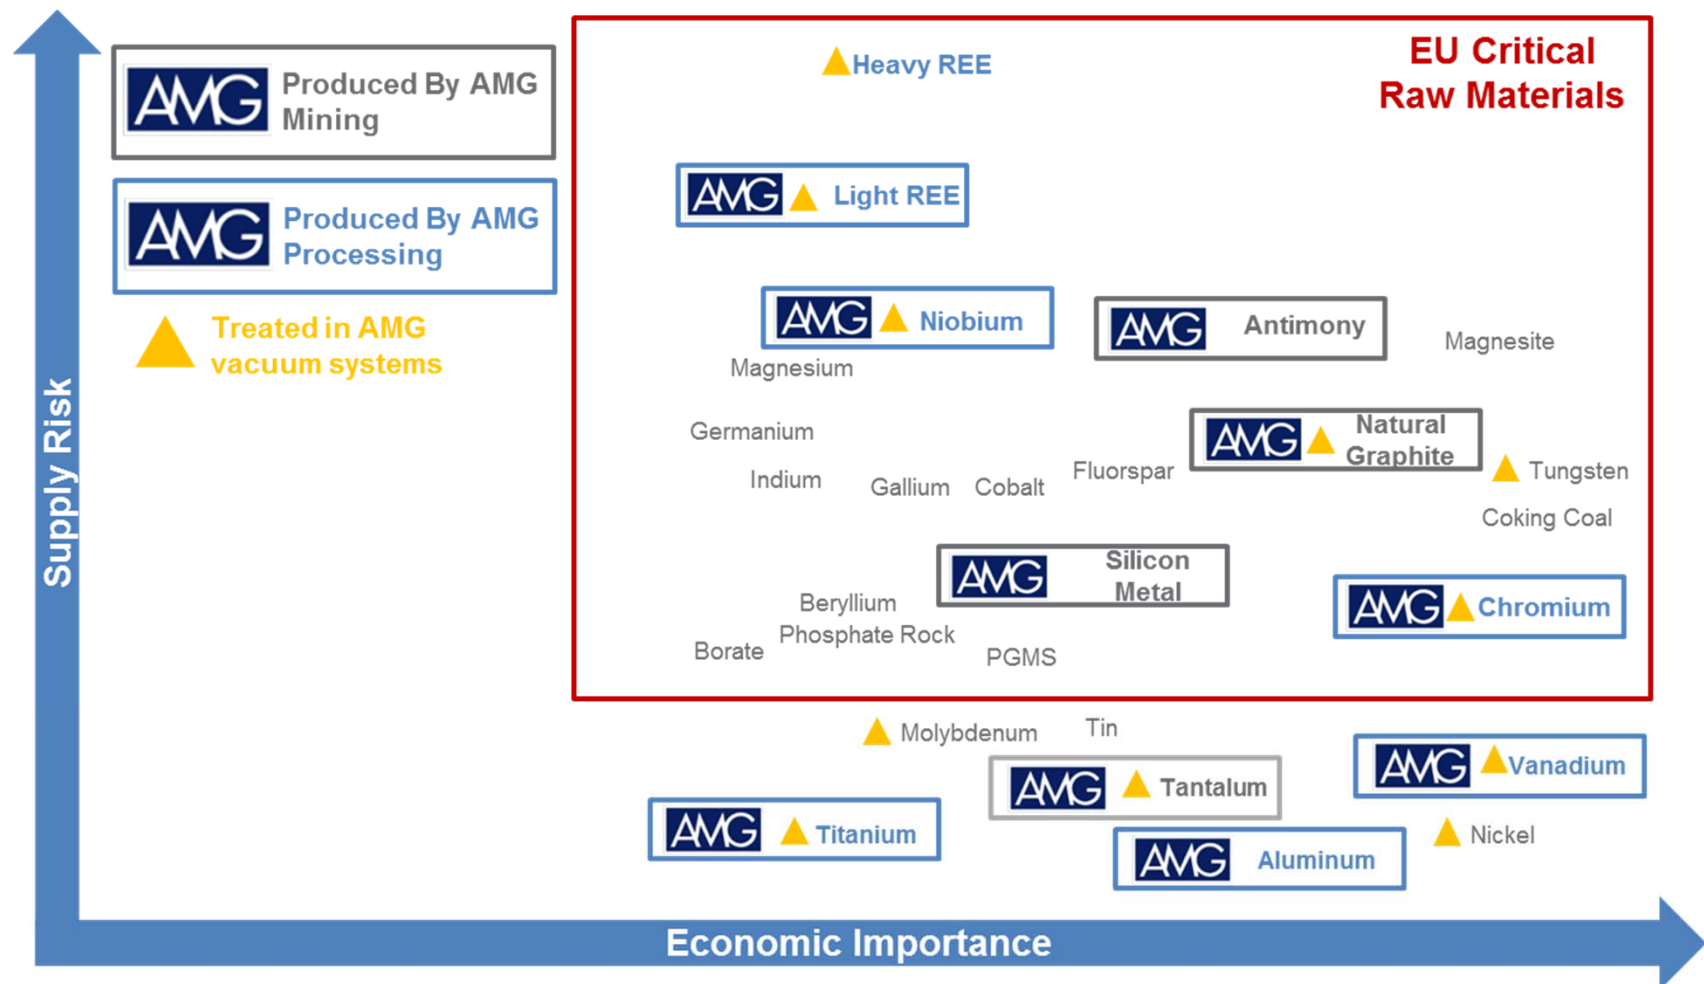 EU Critical
Raw Materials
AMG Produced By AMG
Mining
AMG Produced By AMG
Processing
Treated in AMG
vacuum systems
Supply Risk
Heavy REE
AMG Light REE
AMG Niobium
AMG Antimony
Magnesite
Magnesium
Germanium
AMG Natural
Graphite
Indium
Gallium
Cobalt
Fluorspar
Tungsten
Coking Coal
AMG Silicon
Metal
Beryllium
Phosphate Rock
Borate
PGMS
AMG Chromium
Molybdenum
Tin
AMG Tantalum
AMG Vanadium
AMG Titanium
AMG Aluminum
Nickel
Economic Importance